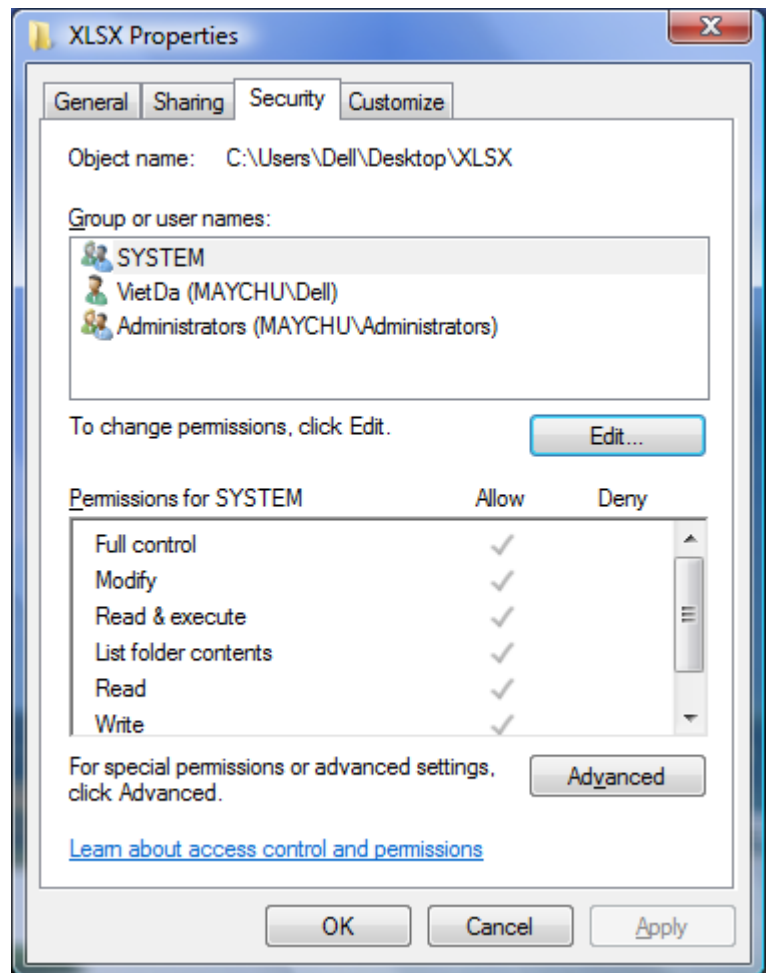 XLSX Properties
General Sharing Security Customize
Object name: C:\Users\Dell\Desktop\XLSX
Group or user names:
SYSTEM
VietDa (MAYCHU\Dell)
Administrators (MAYCHU\Administrators)
To change permissions, click Edit.
Edit...
Permissions for SYSTEM Allow Deny
Full control
Modify
Read & execute
List folder contents
Read
Write
For special permissions or advanced settings,
click Advanced.
Advanced
Learn about access control and permissions
OK Cancel Apply